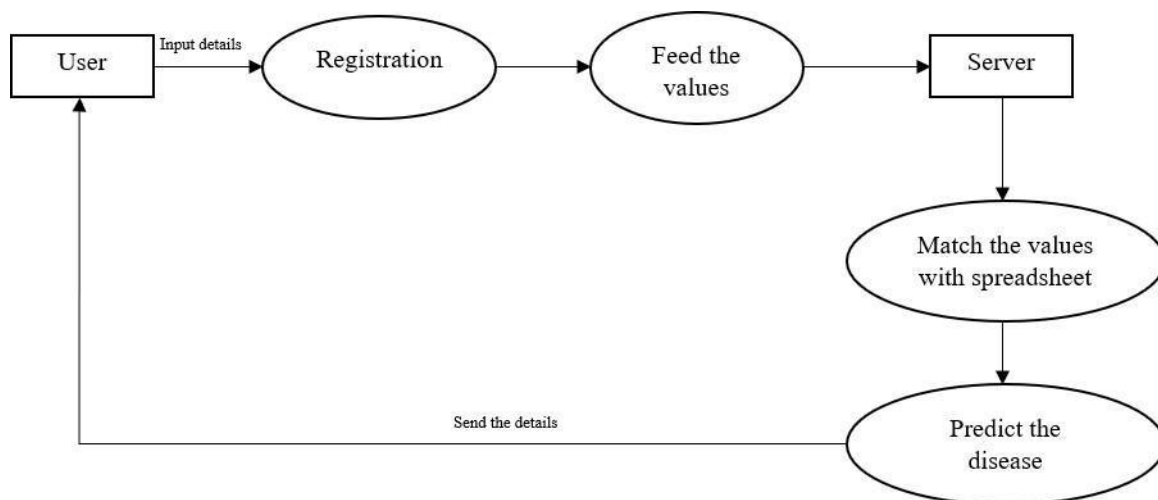 User
Input details
Registration
Feed the
values
Server
Match the values
with spreadsheet
Send the details
Predict the
disease